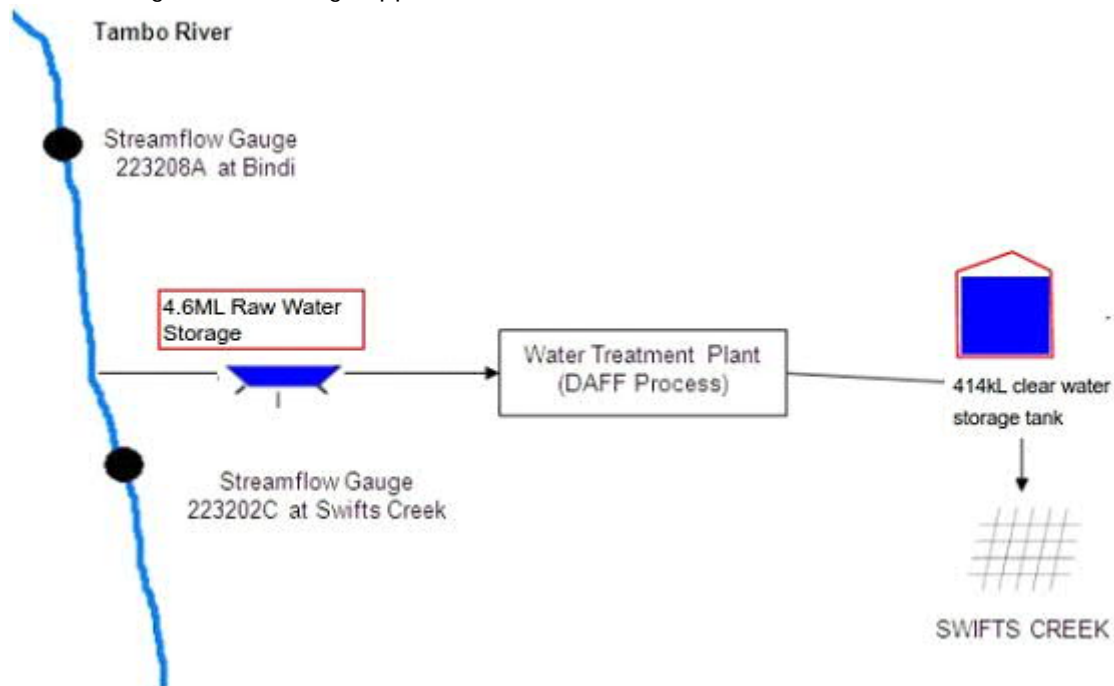 Tambo River
Streamflow Gauge
223208A at Bindi
4.6ML Raw Water
Storage
Water Treatment Plant
(DAFF Process)
414kL clear water
storage tank
Streamflow Gauge
223202C at Swifts Creek
SWIFTS CREEK